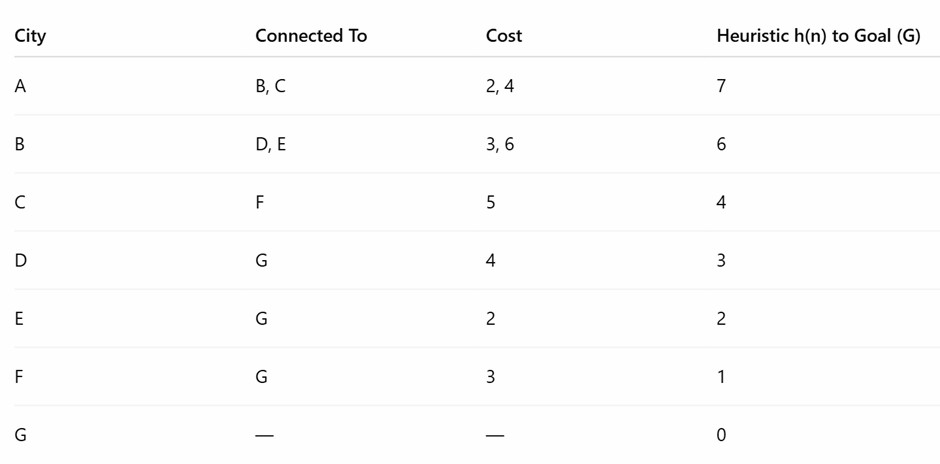 City Connected To Cost Heuristic h(n) to Goal (G)
A B, C 2, 4 7
B D, E 3, 6 6
C F 5 4
D G 4 3
E G 2 2
F G 3 1
G — — 0